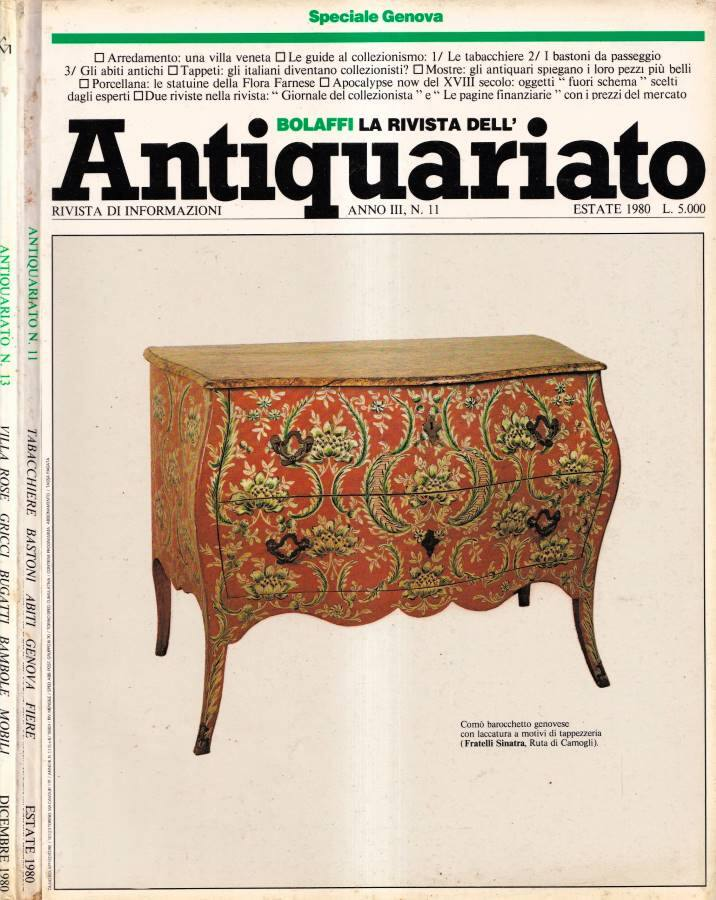 Speciale Genova
□ Arredamento: una villa veneta □ Le guide al collezionismo: 1/ Le tabacchiere 2/ I bastoni da passeggio
3/ Gli abiti antichi □ Tappeti: gli italiani diventano collezionisti? □ Mostre: gli antiquari spiegano i loro pezzi più belli
□ Porcellana: le statuine della Flora Farnese □ Apocalypse now del XVIII secolo: oggetti “ fuori schema ” scelti
dagli esperti □ Due riviste nella rivista: “ Giornale del collezionista ” e “ Le pagine finanziarie ” con i prezzi del mercato
BOLAFFI LA RIVISTA DELL'
Antiquariato
RIVISTA DI INFORMAZIONI ANNO III, N. 11 ESTATE 1980 L. 5.000
Comò barocchetto genovese
con laccatura a motivi di tappezzeria
(Fratelli Sinatra, Ruta di Camogli).
ANTIQUARIATO N. 11 TABACCHIERE BASTONI ABITI GENOVA FIERE ESTATE 1980
ANTIQUARIATO N. 13 VILLA ROSE GRICCI BUGATTI BAMBOLE MOBILI DICEMBRE 1980